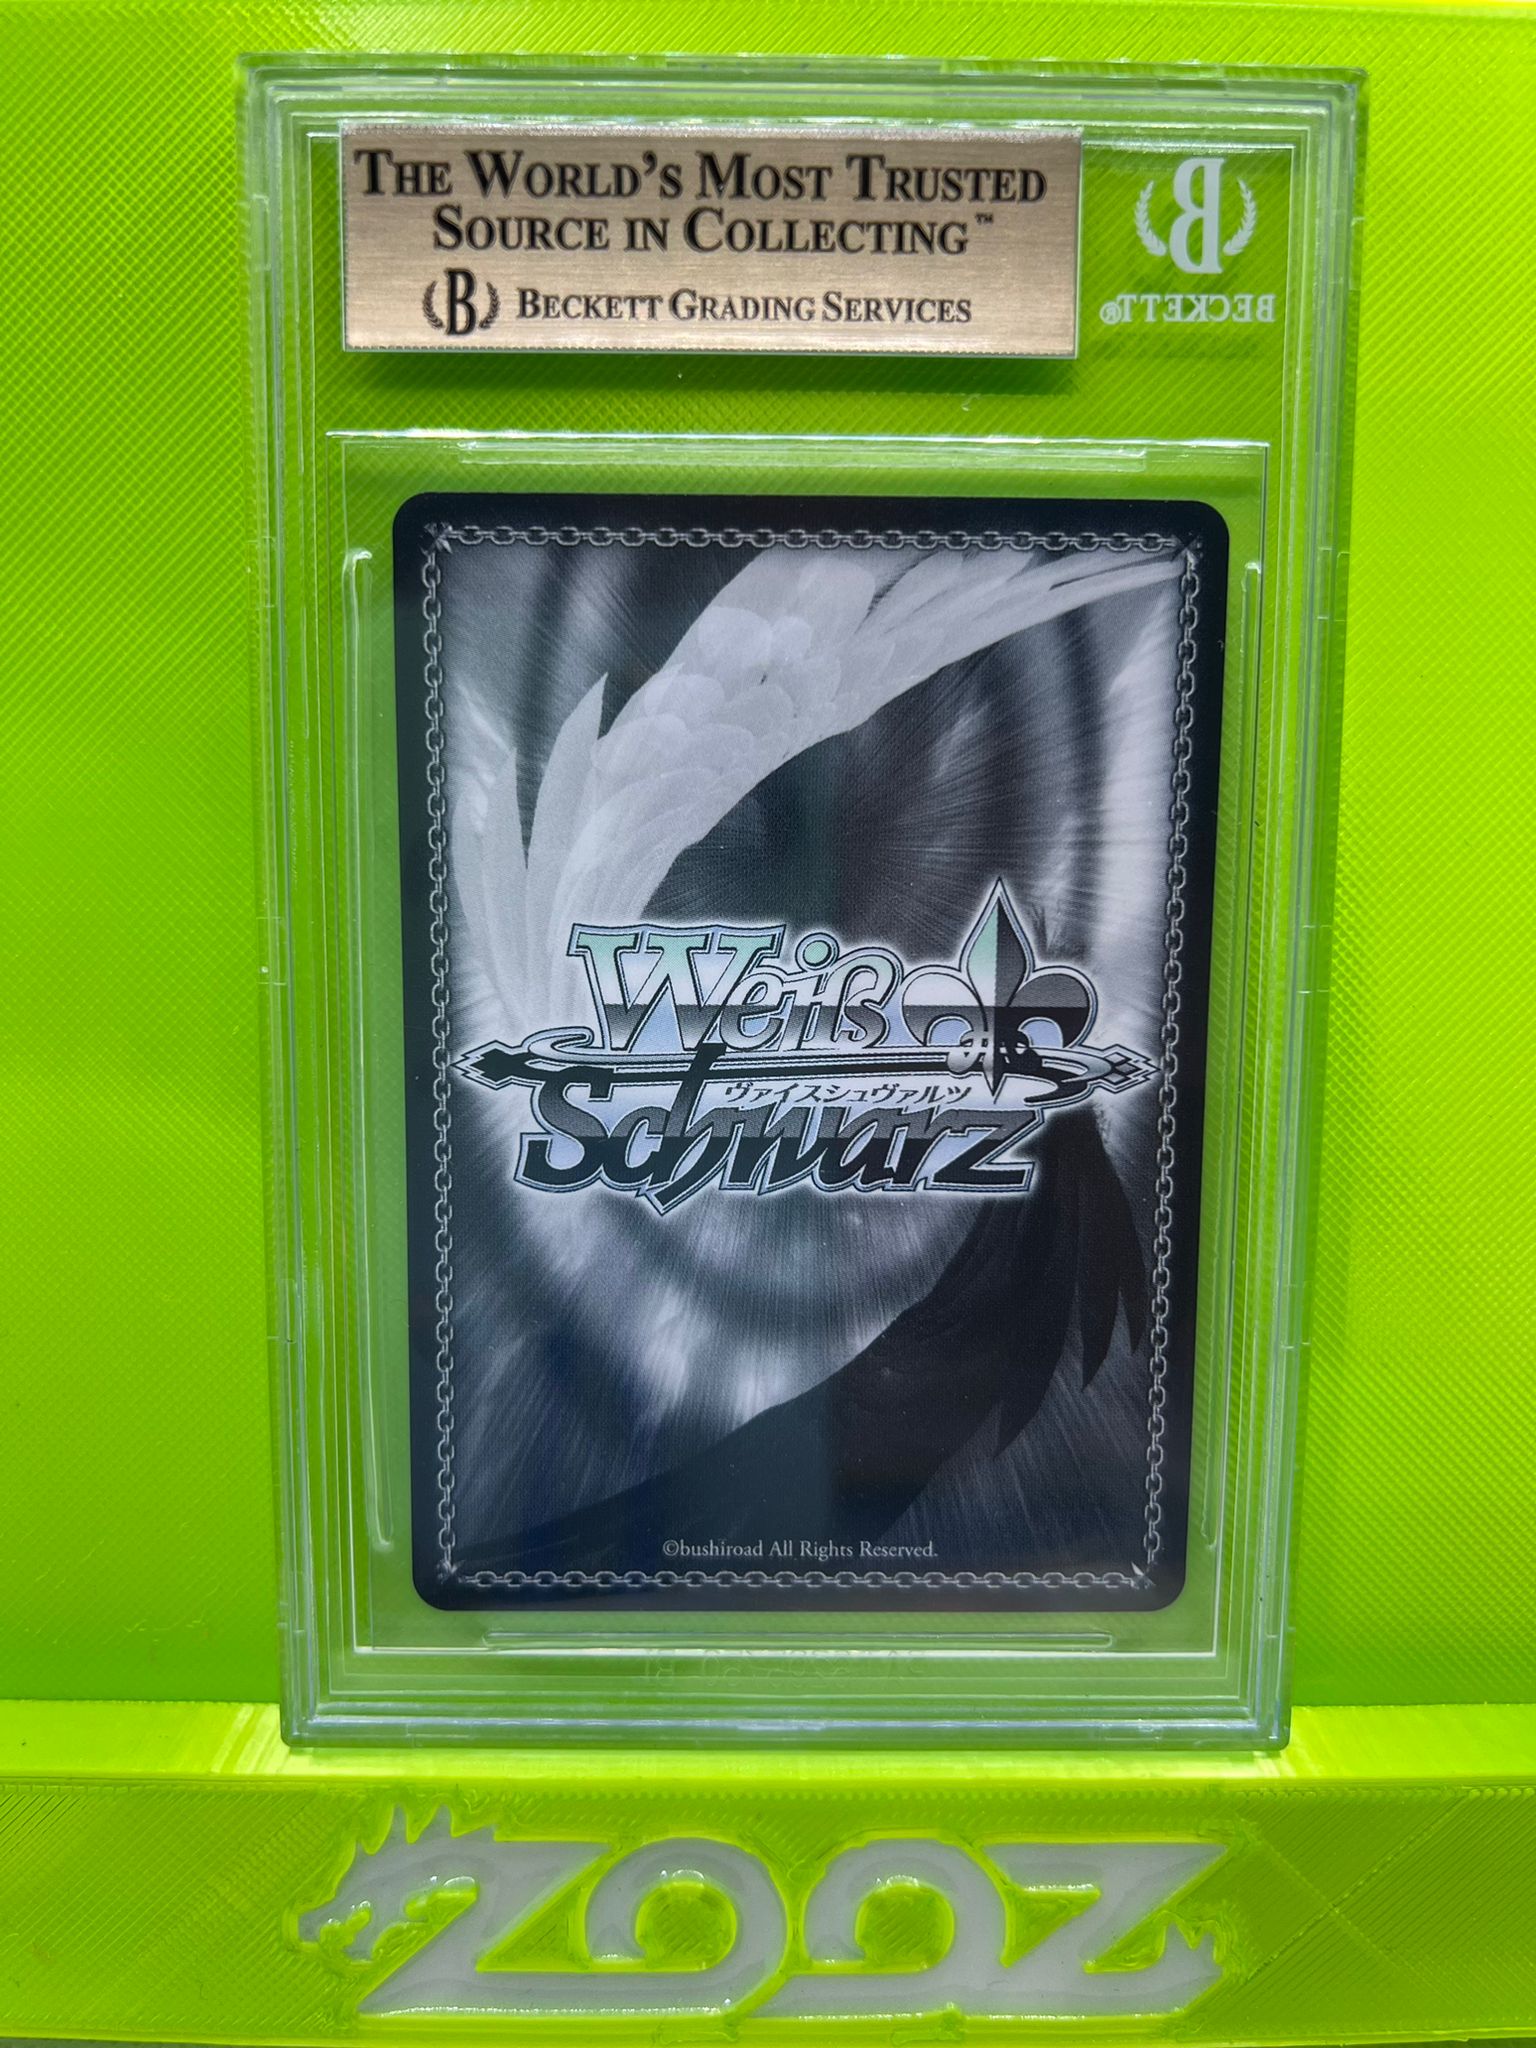 THE WORLD'S MOST TRUSTED
SOURCE IN COLLECTING™
B BECKETT GRADING SERVICES
B
BECKETT®
Weiß
ヴァイスシュヴァルツ
Schwarz
©bushiroad All Rights Reserved.
ZOOZ